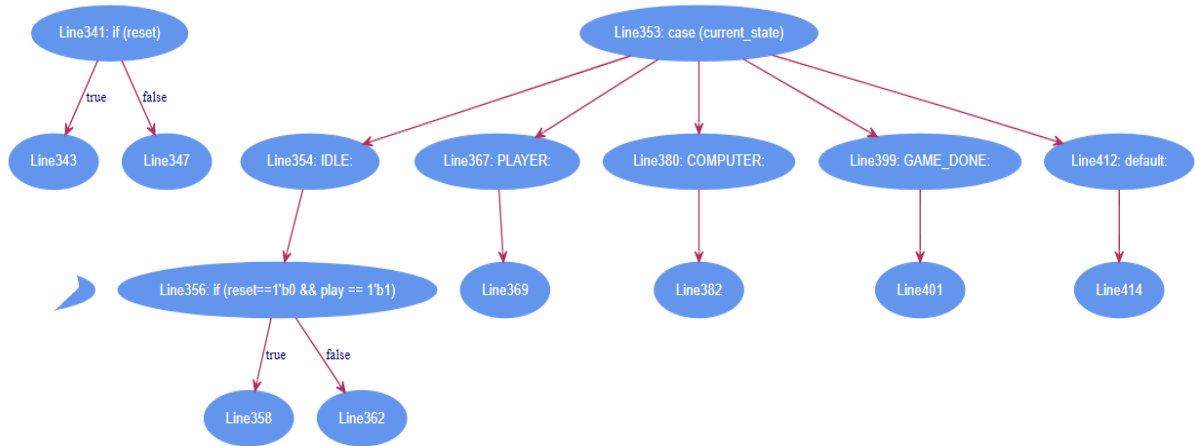 Line341: if (reset)
Line353: case (current_state)
true
false
Line343
Line347
Line354: IDLE:
Line367: PLAYER:
Line380: COMPUTER:
Line399: GAME_DONE:
Line412: default:
Line356: if (reset==1'b0 && play == 1'b1)
Line369
Line382
Line401
Line414
true
false
Line358
Line362